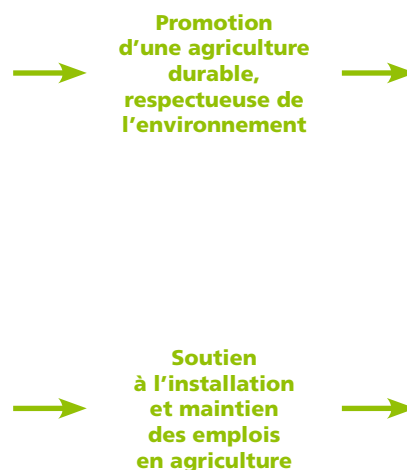 Promotion
d’une agriculture
durable,
respectueuse de
l’environnement
Soutien
à l’installation
et maintien
des emplois
en agriculture